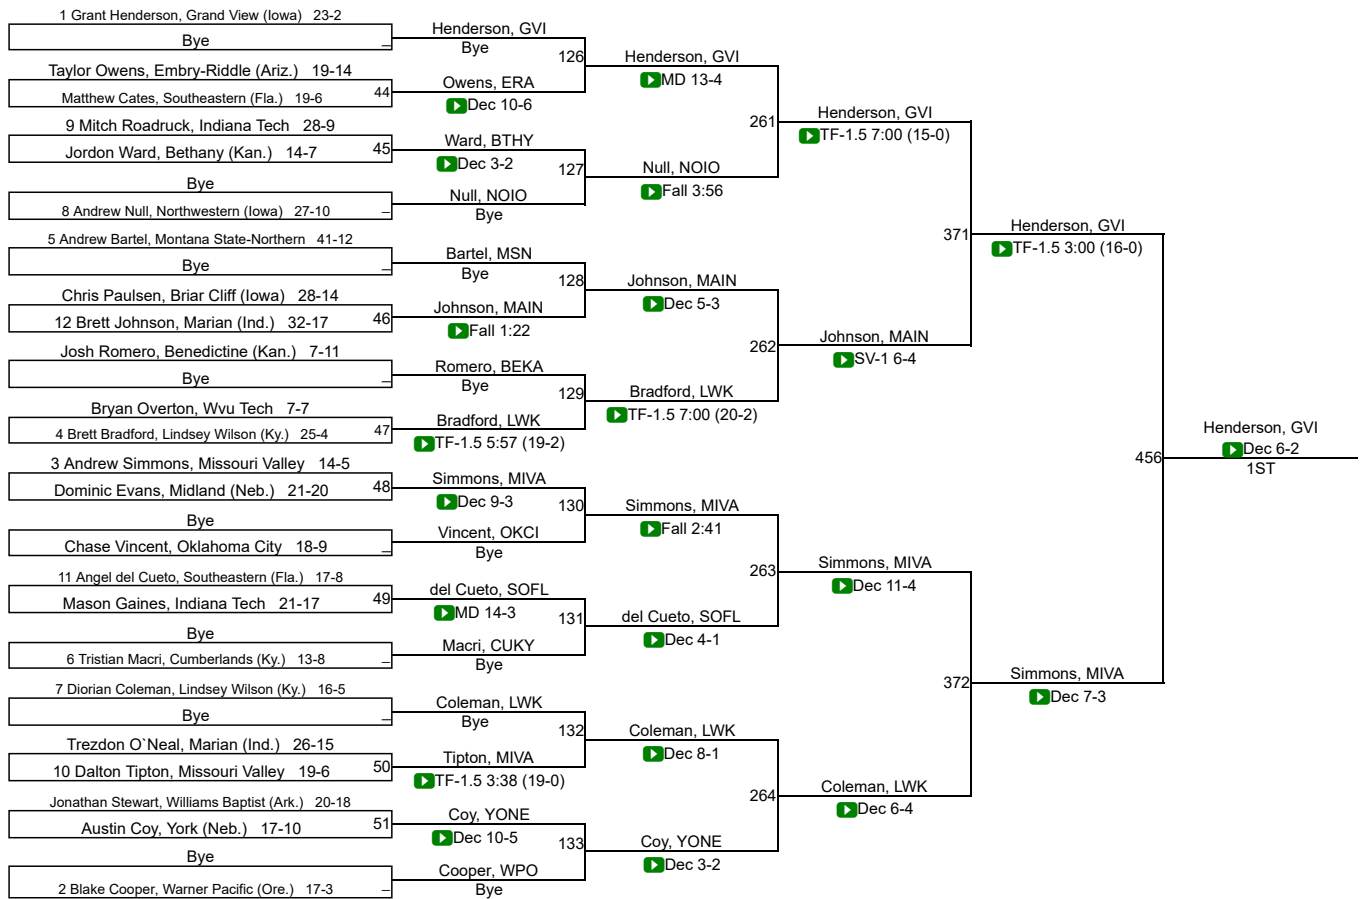 1 Grant Henderson, Grand View (Iowa) 23-2
Bye
Taylor Owens, Embry-Riddle (Ariz.) 19-14
Matthew Cates, Southeastern (Fla.) 19-6
44
9 Mitch Roadruck, Indiana Tech 28-9
Jordon Ward, Bethany (Kan.) 14-7
45
Bye
8 Andrew Null, Northwestern (Iowa) 27-10
5 Andrew Bartel, Montana State-Northern 41-12
Bye
Chris Paulsen, Briar Cliff (Iowa) 28-14
12 Brett Johnson, Marian (Ind.) 32-17
46
Josh Romero, Benedictine (Kan.) 7-11
Bye
Bryan Overton, Wvu Tech 7-7
4 Brett Bradford, Lindsey Wilson (Ky.) 25-4
47
3 Andrew Simmons, Missouri Valley 14-5
Dominic Evans, Midland (Neb.) 21-20
48
Bye
Chase Vincent, Oklahoma City 18-9
11 Angel del Cueto, Southeastern (Fla.) 17-8
Mason Gaines, Indiana Tech 21-17
49
Bye
6 Tristian Macri, Cumberlands (Ky.) 13-8
7 Diorian Coleman, Lindsey Wilson (Ky.) 16-5
Bye
Trezdon O`Neal, Marian (Ind.) 26-15
10 Dalton Tipton, Missouri Valley 19-6
50
Jonathan Stewart, Williams Baptist (Ark.) 20-18
Austin Coy, York (Neb.) 17-10
51
Bye
2 Blake Cooper, Warner Pacific (Ore.) 17-3
Henderson, GVI
Bye
126
Owens, ERA
Dec 10-6
Ward, BTHY
Dec 3-2
127
Null, NOIO
Bye
Bartel, MSN
Bye
128
Johnson, MAIN
Fall 1:22
Romero, BEKA
Bye
129
Bradford, LWK
TF-1.5 5:57 (19-2)
Simmons, MIVA
Dec 9-3
130
Vincent, OKCI
Bye
del Cueto, SOFL
MD 14-3
131
Macri, CUKY
Bye
Coleman, LWK
Bye
132
Tipton, MIVA
TF-1.5 3:38 (19-0)
Coy, YONE
Dec 10-5
133
Cooper, WPO
Bye
Henderson, GVI
MD 13-4
261
Null, NOIO
Fall 3:56
Johnson, MAIN
Dec 5-3
262
Bradford, LWK
TF-1.5 7:00 (20-2)
Simmons, MIVA
Fall 2:41
263
del Cueto, SOFL
Dec 4-1
Coleman, LWK
Dec 8-1
264
Coy, YONE
Dec 3-2
Henderson, GVI
TF-1.5 7:00 (15-0)
371
Johnson, MAIN
SV-1 6-4
Simmons, MIVA
Dec 11-4
372
Coleman, LWK
Dec 6-4
Henderson, GVI
TF-1.5 3:00 (16-0)
456
Simmons, MIVA
Dec 7-3
Henderson, GVI
Dec 6-2
1ST